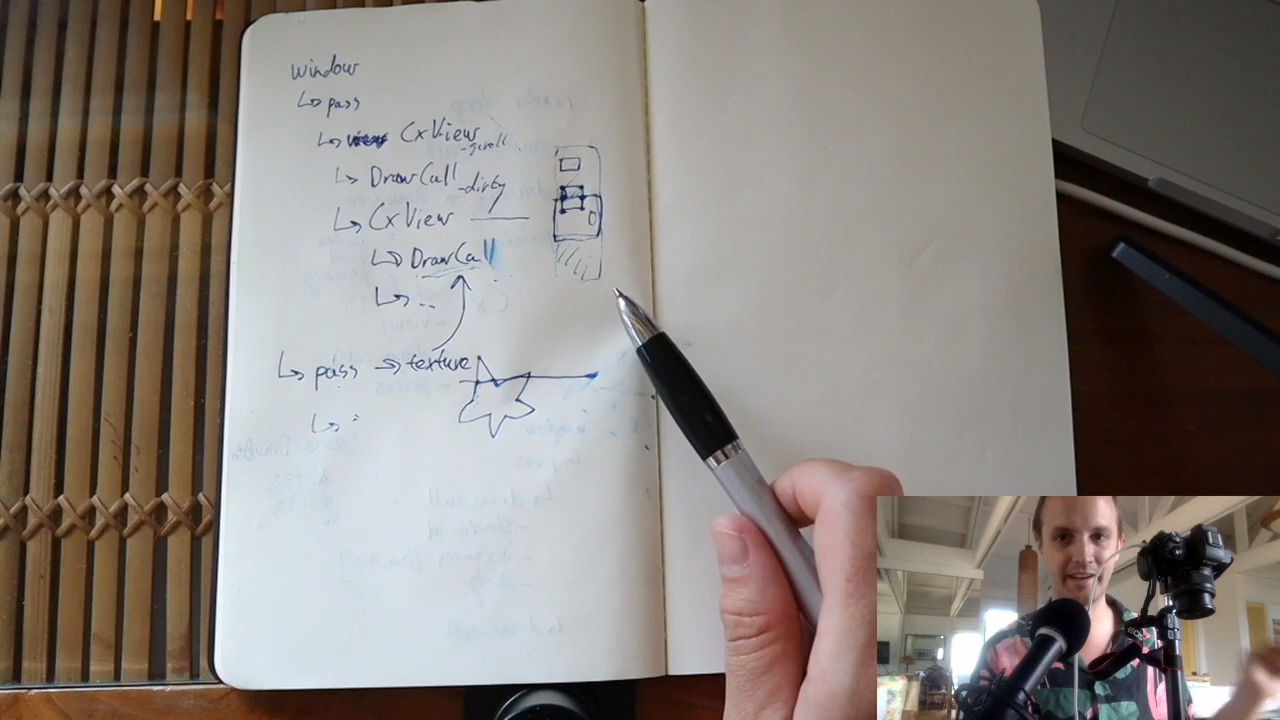 window
↳ pass
↳ CxView
- scroll
↳ DrawCall
- dirty
↳ CxView
↳ DrawCall
↳ ...
↳ pass → texture
↳ :